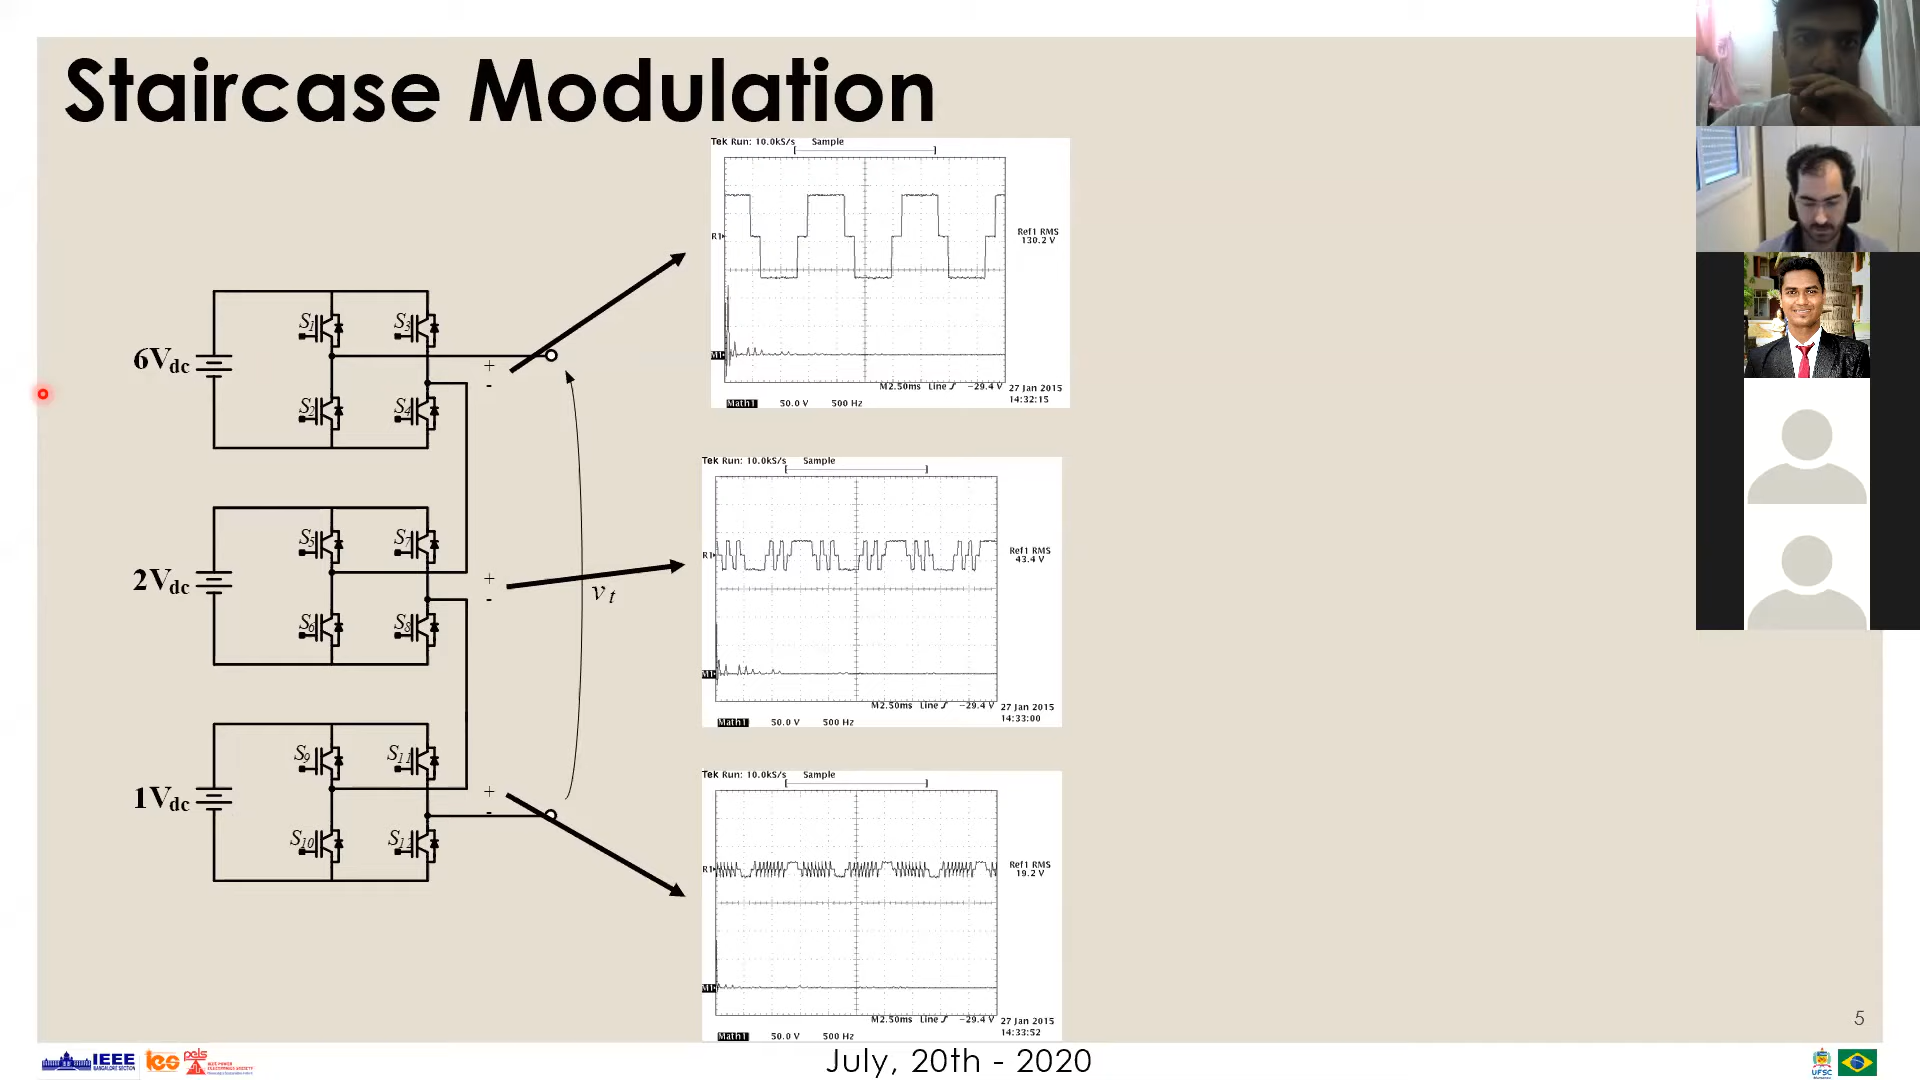 Staircase Modulation
Tek Run: 10.0kS/s Sample
R1
Ref1 RMS
130.2 V
M1
M2.50ms Line ∫ -29.4 V
27 Jan 2015
14:32:15
Math1 50.0 V 500 Hz
S1
S3
6Vdc
+
-
S2
S4
Tek Run: 10.0kS/s Sample
R1
Ref1 RMS
43.4 V
M1
M2.50ms Line ∫ -29.4 V
27 Jan 2015
14:33:00
Math1 50.0 V 500 Hz
S5
S7
2Vdc
+
-
vt
S6
S8
Tek Run: 10.0kS/s Sample
R1
Ref1 RMS
19.2 V
M1
M2.50ms Line ∫ -29.4 V
27 Jan 2015
14:33:52
Math1 50.0 V 500 Hz
S9
S11
1Vdc
+
-
S10
S12
5
IEEE
BANGALORE SECTION
ies
pels
July, 20th - 2020
UFSC